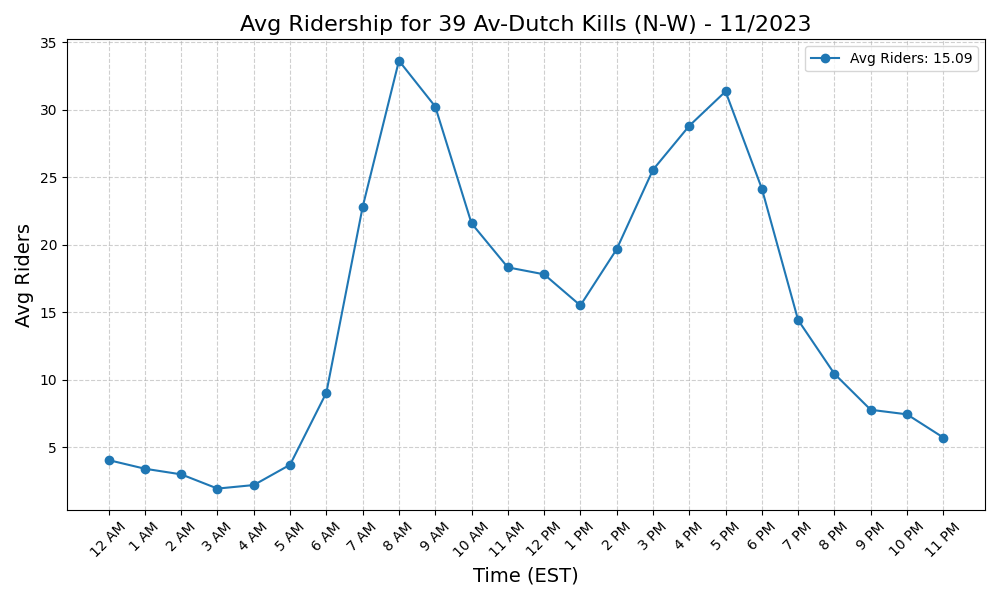 Avg Ridership for 39 Av-Dutch Kills (N-W) - 11/2023
Avg Riders: 15.09
Avg Riders
35
30
25
20
15
10
5
12 AM
1 AM
2 AM
3 AM
4 AM
5 AM
6 AM
7 AM
8 AM
9 AM
10 AM
11 AM
12 PM
1 PM
2 PM
3 PM
4 PM
5 PM
6 PM
7 PM
8 PM
9 PM
10 PM
11 PM
Time (EST)